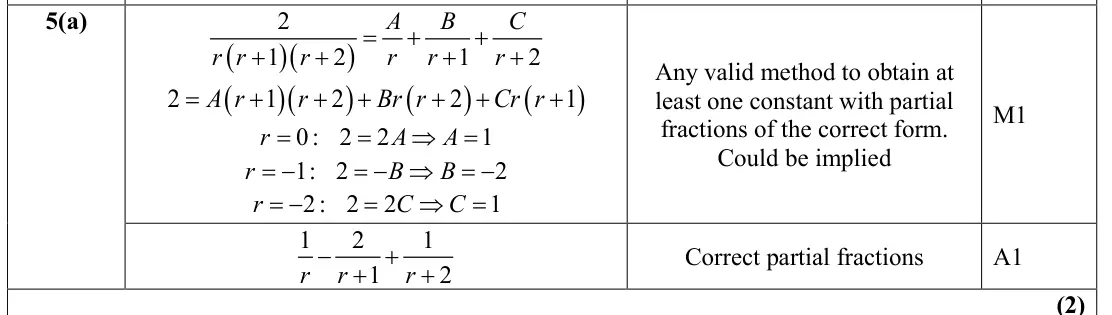 5(a)
2/(r(r+1)(r+2)) = A/r + B/(r+1) + C/(r+2)
2 = A(r+1)(r+2) + Br(r+2) + Cr(r+1)
r = 0: 2 = 2A ⇒ A = 1
r = −1: 2 = −B ⇒ B = −2
r = −2: 2 = 2C ⇒ C = 1
Any valid method to obtain at
least one constant with partial
fractions of the correct form.
Could be implied
M1
1/r − 2/(r+1) + 1/(r+2)
Correct partial fractions
A1
(2)